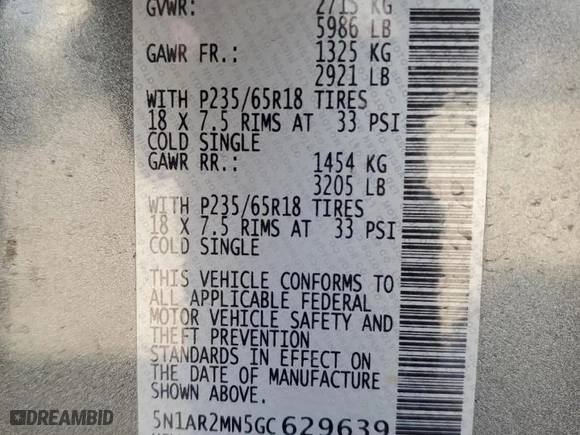 GVWR: 2715 KG
5986 LB
GAWR FR.: 1325 KG
2921 LB
WITH P235/65R18 TIRES
18 X 7.5 RIMS AT 33 PSI
COLD SINGLE
GAWR RR.: 1454 KG
3205 LB
WITH P235/65R18 TIRES
18 X 7.5 RIMS AT 33 PSI
COLD SINGLE
THIS VEHICLE CONFORMS TO
ALL APPLICABLE FEDERAL
MOTOR VEHICLE SAFETY AND
THEFT PREVENTION
STANDARDS IN EFFECT ON
THE DATE OF MANUFACTURE
SHOWN ABOVE.
5N1AR2MN5GC629639
DREAMBID